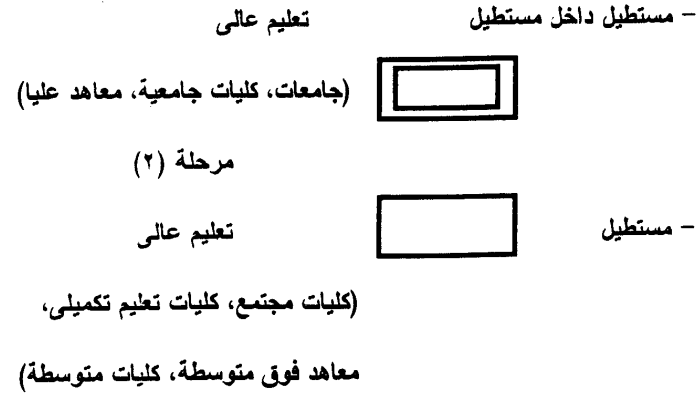 - مستطيل داخل مستطيل تعليم عالى
(جامعات، كليات جامعية، معاهد عليا)
مرحلة (٢)
- مستطيل تعليم عالى
(كليات مجتمع، كليات تعليم تكميلى،
معاهد فوق متوسطة، كليات متوسطة)